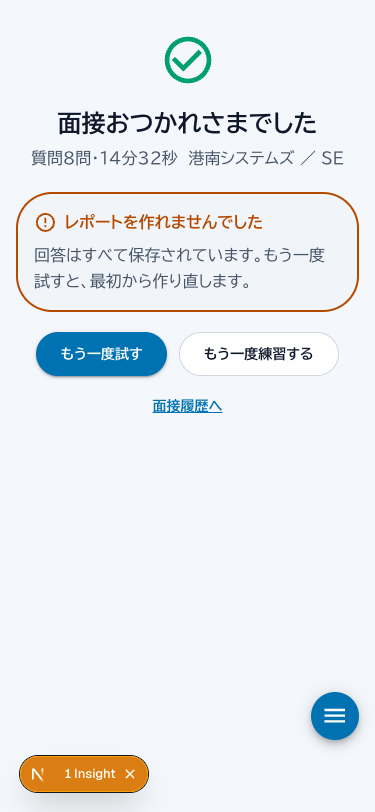 面接おつかれさまでした
質問8問・14分32秒 港南システムズ ／ SE
レポートを作れませんでした
回答はすべて保存されています。もう一度
試すと、最初から作り直します。
もう一度試す
もう一度練習する
面接履歴へ
N 1 Insight ×